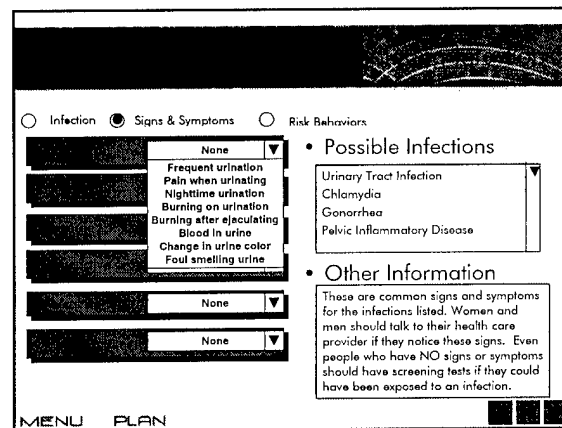 Infection Signs & Symptoms Risk Behaviors
None
Frequent urination
Pain when urinating
Nighttime urination
Burning on urination
Burning after ejaculating
Blood in urine
Change in urine color
Foul smelling urine
None
None
• Possible Infections
Urinary Tract Infection
Chlamydia
Gonorrhea
Pelvic Inflammatory Disease
• Other Information
These are common signs and symptoms
for the infections listed. Women and
men should talk to their health care
provider if they notice these signs. Even
people who have NO signs or symptoms
should have screening tests if they could
have been exposed to an infection.
MENU PLAN